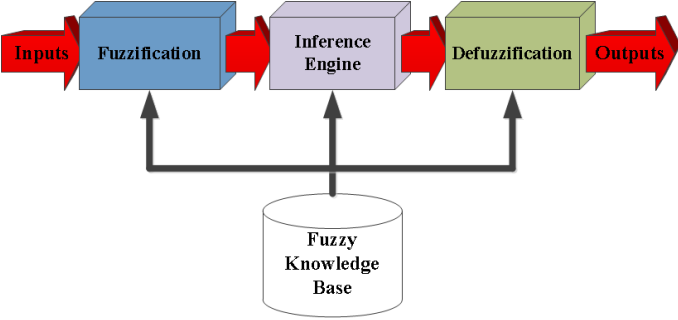 Inputs
Fuzzification
Inference
Engine
Defuzzification
Outputs
Fuzzy
Knowledge
Base